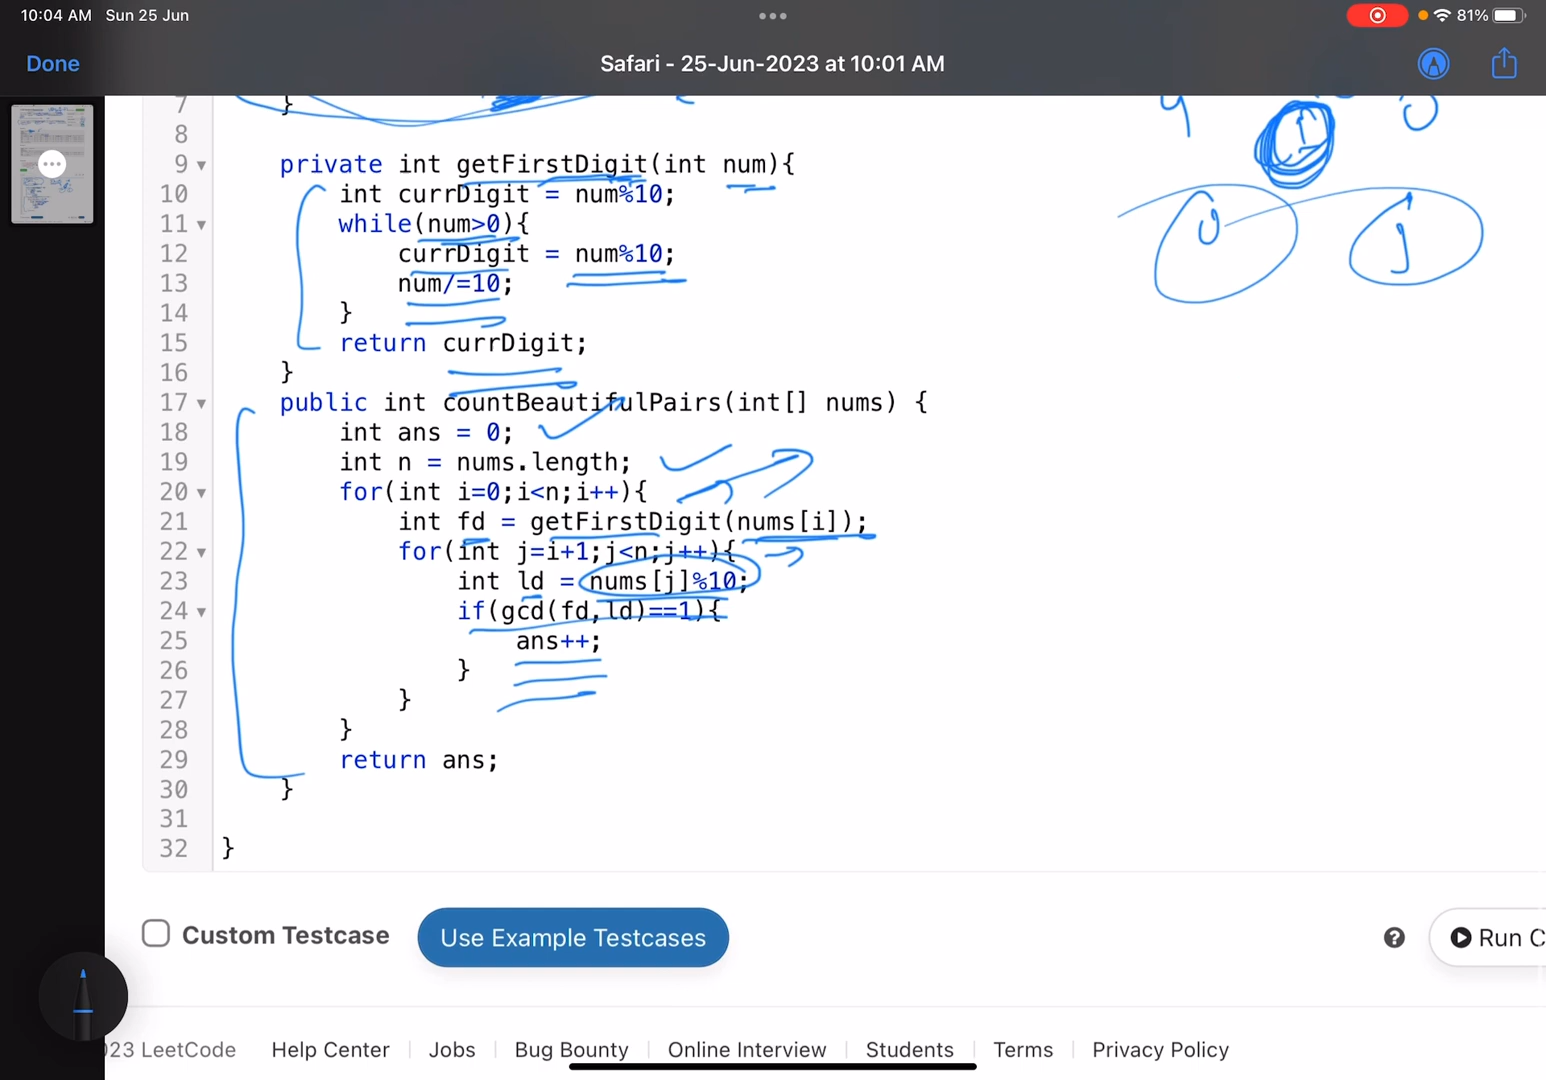 10:04 AM Sun 25 Jun
81%
Done
Safari - 25-Jun-2023 at 10:01 AM
7 }
8
9 private int getFirstDigit(int num){
10 int currDigit = num%10;
11 while(num>0){
12 currDigit = num%10;
13 num/=10;
14 }
15 return currDigit;
16 }
17 public int countBeautifulPairs(int[] nums) {
18 int ans = 0;
19 int n = nums.length;
20 for(int i=0;i<n;i++){
21 int fd = getFirstDigit(nums[i]);
22 for(int j=i+1;j<n;j++){
23 int ld = nums[j]%10;
24 if(gcd(fd,ld)==1){
25 ans++;
26 }
27 }
28 }
29 return ans;
30 }
31
32 }
i j
Custom Testcase
Use Example Testcases
?
Run C
23 LeetCode
Help Center
Jobs
Bug Bounty
Online Interview
Students
Terms
Privacy Policy